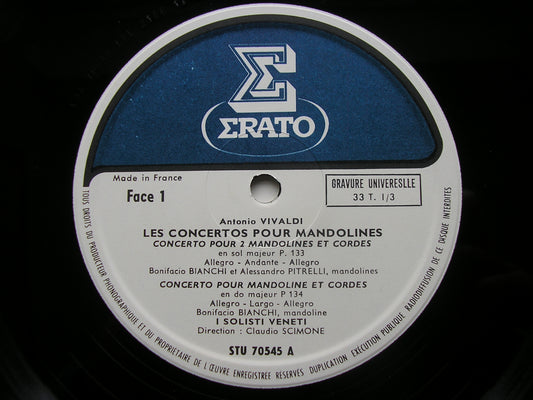 Σ
ΣRATO
Made in France
Face 1
GRAVURE UNIVERESLLE
33 T. 1/3
Antonio VIVALDI
LES CONCERTOS POUR MANDOLINES
CONCERTO POUR 2 MANDOLINES ET CORDES
en sol majeur P. 133
Allegro - Andante - Allegro
Bonifacio BIANCHI et Alessandro PITRELLI, mandolines
CONCERTO POUR MANDOLINE ET CORDES
en do majeur P 134
Allegro - Largo - Allegro
Bonifacio BIANCHI, mandoline
I SOLISTI VENETI
Direction : Claudio SCIMONE
STU 70545 A
TOUS DROITS DU PRODUCTEUR PHONOGRAPHIQUE ET DU PROPRIETAIRE DE L'ŒUVRE ENREGISTREE RESERVES DUPLICATION EXECUTION PUBLIQUE RADIODIFFUSION DE CE DISQUE INTERDITES